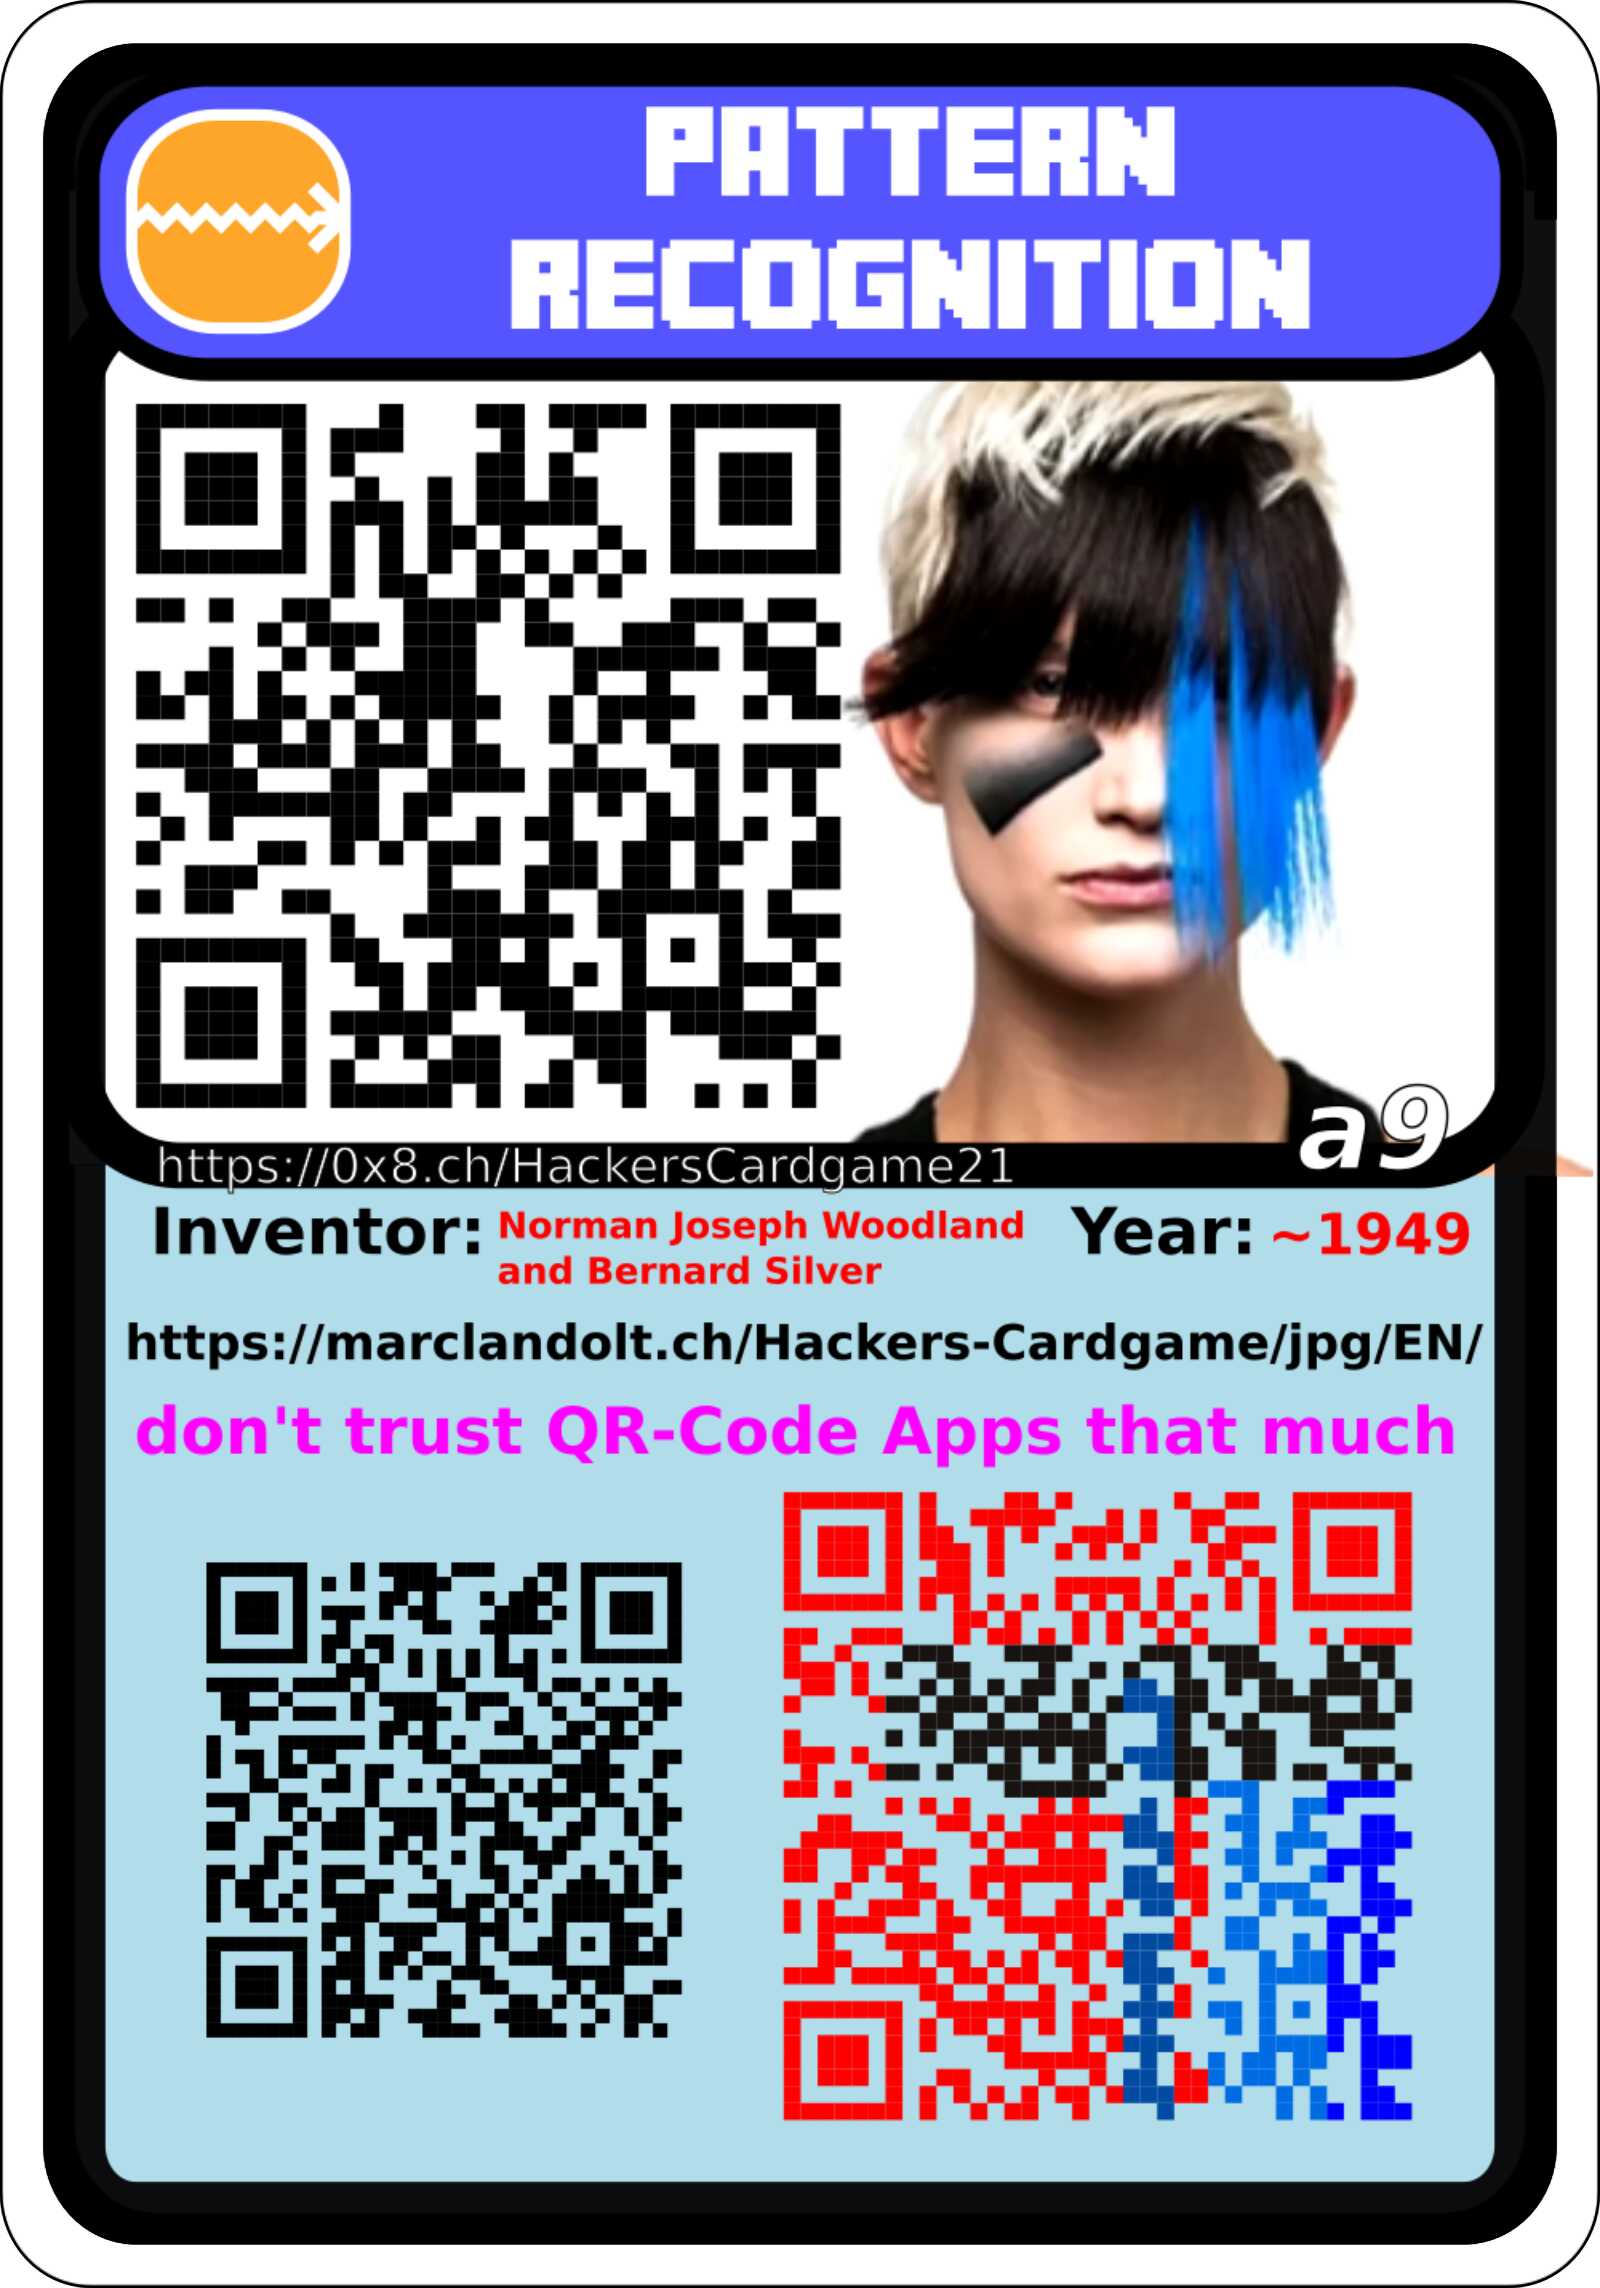 PATTERN
RECOGNITION
a9
https://0x8.ch/HackersCardgame21
Inventor: Norman Joseph Woodland
and Bernard Silver
Year: ~1949
https://marclandolt.ch/Hackers-Cardgame/jpg/EN/
don't trust QR-Code Apps that much